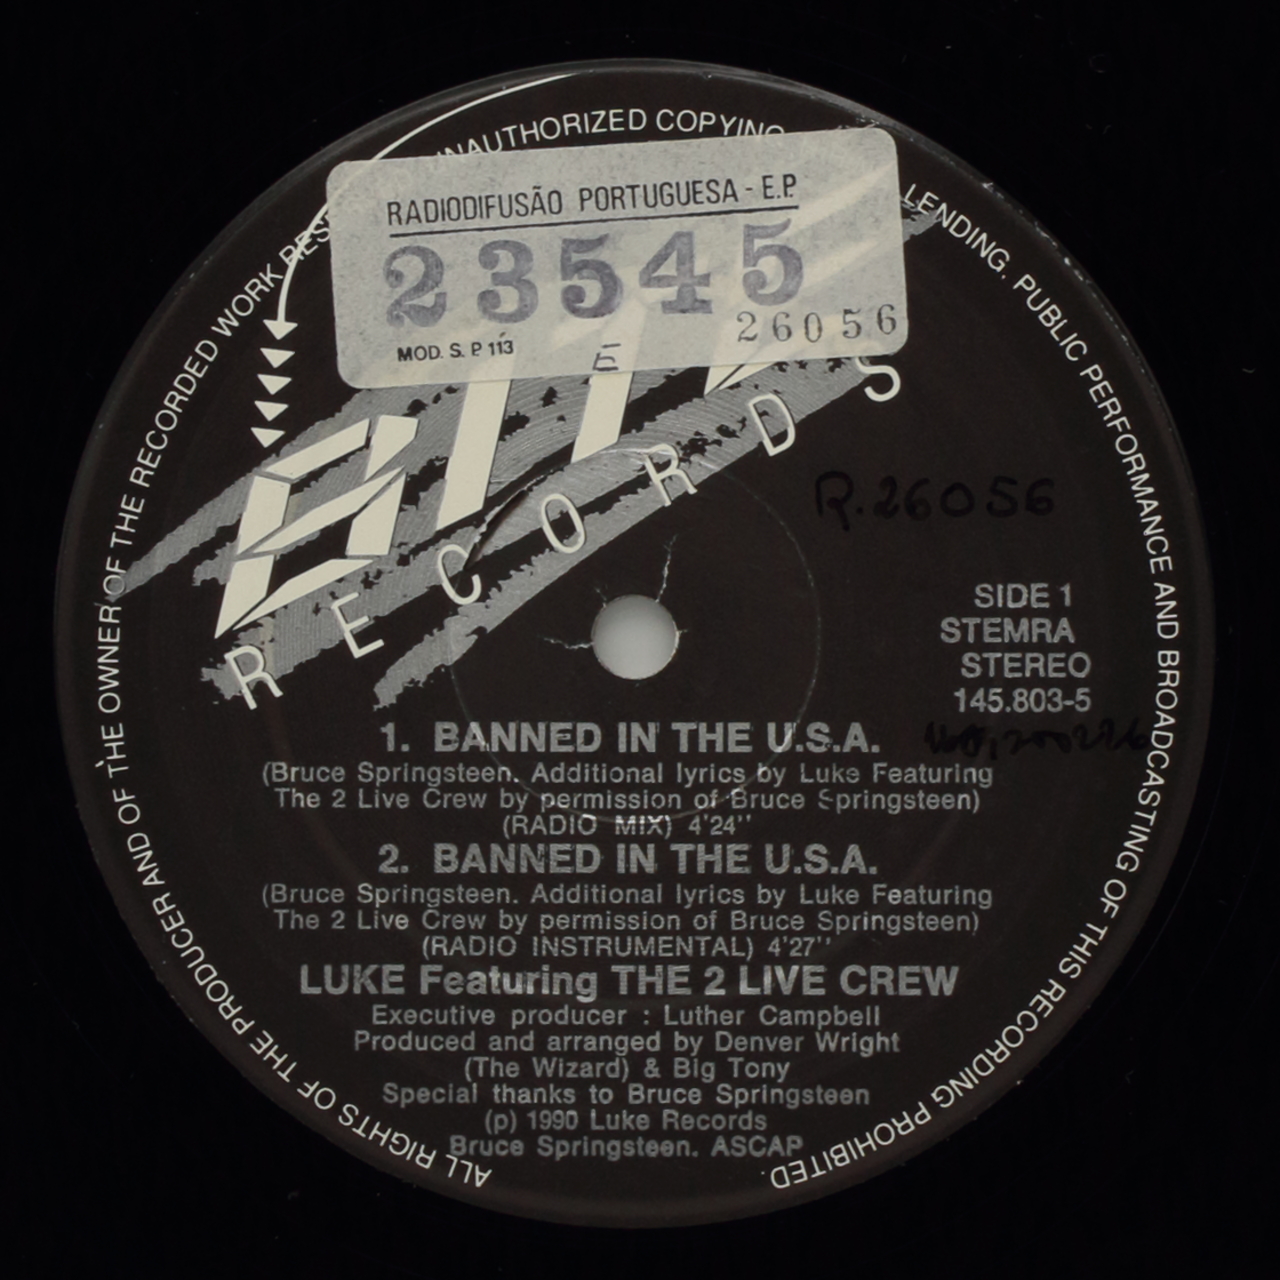 ALL RIGHTS OF THE PRODUCER AND OF THE OWNER OF THE RECORDED WORK UNAUTHORIZED COPYING LENDING, PUBLIC PERFORMANCE AND BROADCASTING OF THIS RECORDING PROHIBITED.
RADIODIFUSÃO PORTUGUESA - E.P.
23545
26056
MOD. S. P. 113
RECORDS
R.26056
SIDE 1
STEMRA
STEREO
145.803-5
1. BANNED IN THE U.S.A.
(Bruce Springsteen. Additional lyrics by Luke Featuring
The 2 Live Crew by permission of Bruce Springsteen)
(RADIO MIX) 4'24''
2. BANNED IN THE U.S.A.
(Bruce Springsteen. Additional lyrics by Luke Featuring
The 2 Live Crew by permission of Bruce Springsteen)
(RADIO INSTRUMENTAL) 4'27''
LUKE Featuring THE 2 LIVE CREW
Executive producer : Luther Campbell
Produced and arranged by Denver Wright
(The Wizard) & Big Tony
Special thanks to Bruce Springsteen
(p) 1990 Luke Records
Bruce Springsteen. ASCAP